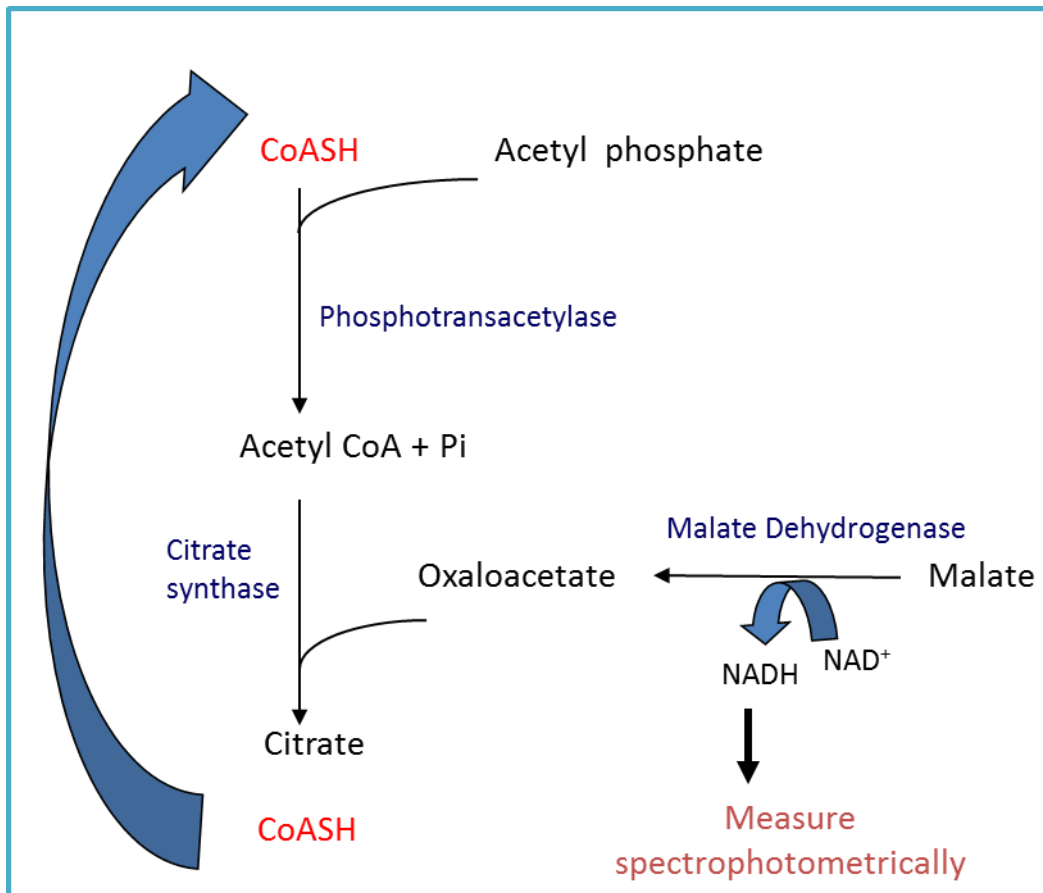 CoASH
Acetyl phosphate
Phosphotransacetylase
Acetyl CoA + Pi
Citrate
synthase
Malate Dehydrogenase
Oxaloacetate
Malate
NADH
NAD⁺
Citrate
CoASH
Measure
spectrophotometrically